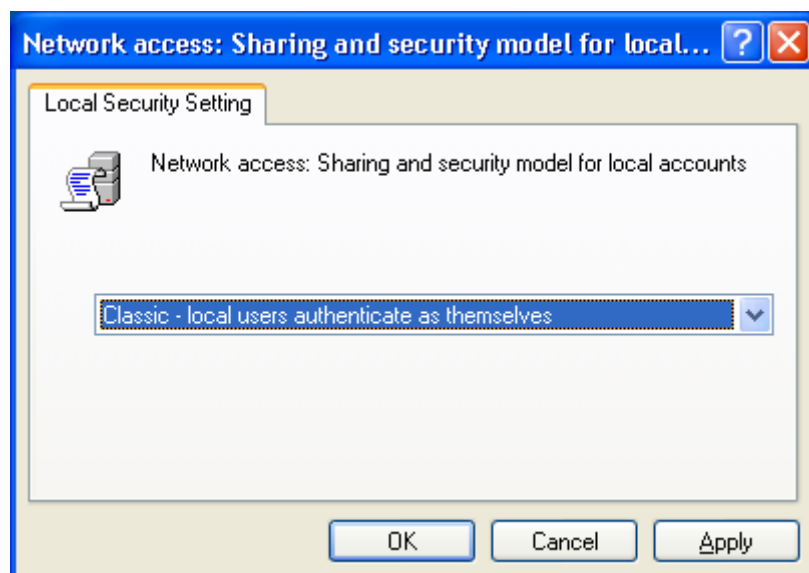 Network access: Sharing and security model for local...
Local Security Setting
Network access: Sharing and security model for local accounts
Classic - local users authenticate as themselves
OK Cancel Apply